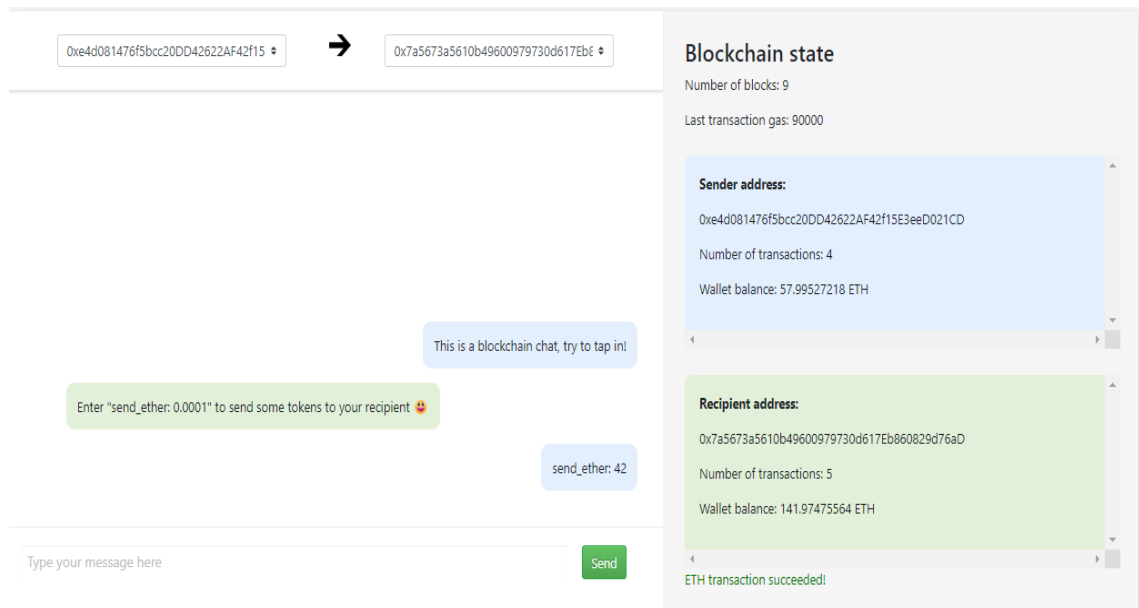 0xe4d081476f5bcc20DD42622AF42f15
0x7a5673a5610b49600979730d617Eb8
This is a blockchain chat, try to tap in!
Enter "send_ether: 0.0001" to send some tokens to your recipient 😃
send_ether: 42
Type your message here
Send
Blockchain state
Number of blocks: 9
Last transaction gas: 90000
Sender address:
0xe4d081476f5bcc20DD42622AF42f15E3eeD021CD
Number of transactions: 4
Wallet balance: 57.99527218 ETH
Recipient address:
0x7a5673a5610b49600979730d617Eb860829d76aD
Number of transactions: 5
Wallet balance: 141.97475564 ETH
ETH transaction succeeded!